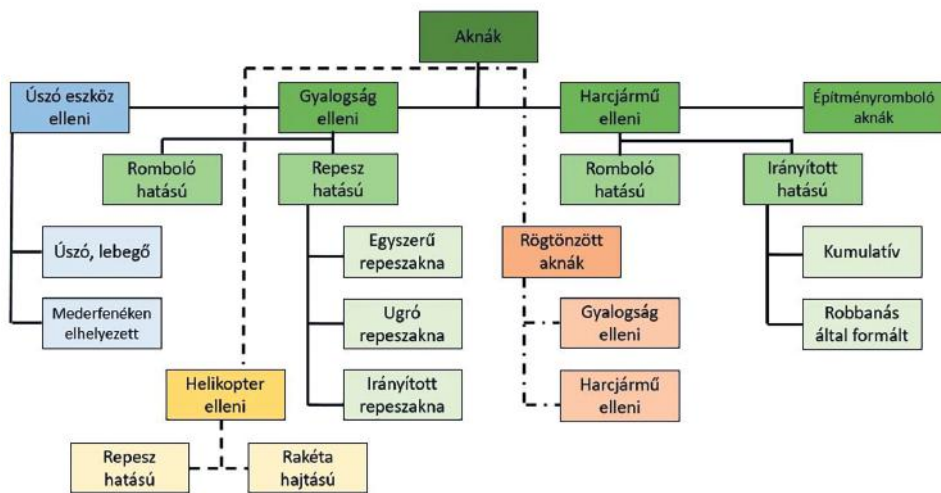 Aknák
Úszó eszköz
elleni
Gyalogság
elleni
Harcjármű
elleni
Építményromboló
aknák
Romboló
hatású
Repesz
hatású
Romboló
hatású
Irányított
hatású
Úszó, lebegő
Egyszerű
repeszakna
Rögtönzött
aknák
Kumulatív
Mederfenéken
elhelyezett
Ugró
repeszakna
Gyalogság
elleni
Robbanás
által formált
Helikopter
elleni
Irányított
repeszakna
Harcjármű
elleni
Repesz
hatású
Rakéta
hajtású